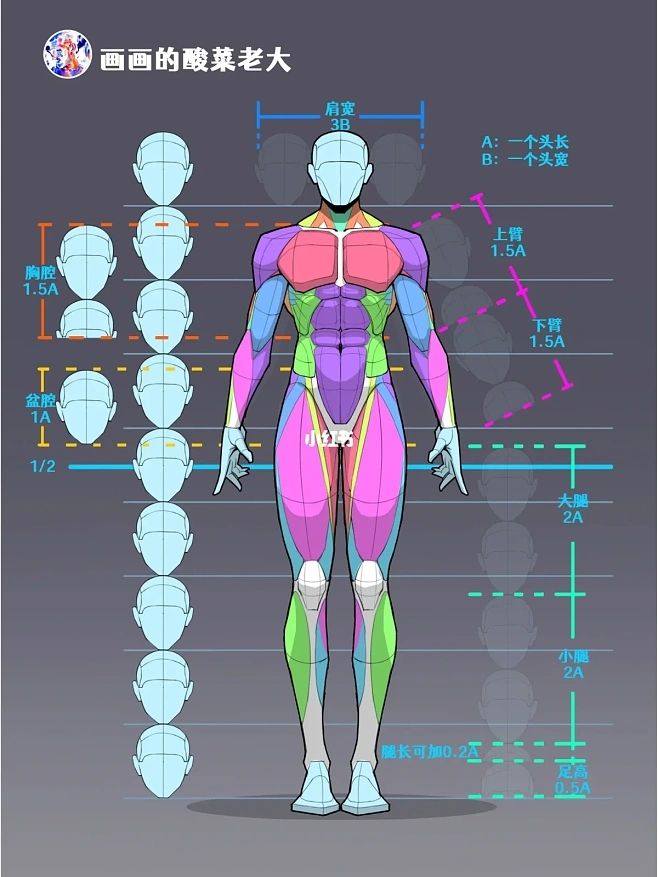 画画的酸菜老大
肩宽
3B
A：一个头长
B：一个头宽
上臂
1.5A
胸腔
1.5A
下臂
1.5A
盆腔
1A
小红书
1/2
大腿
2A
小腿
2A
腿长可加0.2A
足高
0.5A